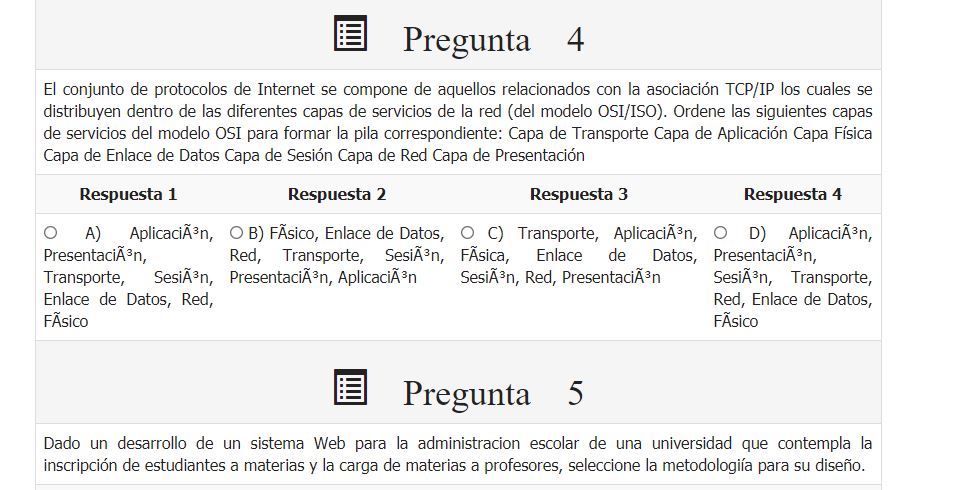 Pregunta 4
El conjunto de protocolos de Internet se compone de aquellos relacionados con la asociación TCP/IP los cuales se
distribuyen dentro de las diferentes capas de servicios de la red (del modelo OSI/ISO). Ordene las siguientes capas
de servicios del modelo OSI para formar la pila correspondiente: Capa de Transporte Capa de Aplicación Capa Física
Capa de Enlace de Datos Capa de Sesión Capa de Red Capa de Presentación
Respuesta 1
Respuesta 2
Respuesta 3
Respuesta 4
A) AplicaciÃ³n,
PresentaciÃ³n,
Transporte, SesiÃ³n,
Enlace de Datos, Red,
FÃsico
B) FÃsico, Enlace de Datos,
Red, Transporte, SesiÃ³n,
PresentaciÃ³n, AplicaciÃ³n
C) Transporte, AplicaciÃ³n,
FÃsica, Enlace de Datos,
SesiÃ³n, Red, PresentaciÃ³n
D) AplicaciÃ³n,
PresentaciÃ³n,
SesiÃ³n, Transporte,
Red, Enlace de Datos,
FÃsico
Pregunta 5
Dado un desarrollo de un sistema Web para la administracion escolar de una universidad que contempla la
inscripción de estudiantes a materias y la carga de materias a profesores, seleccione la metodologiía para su diseño.